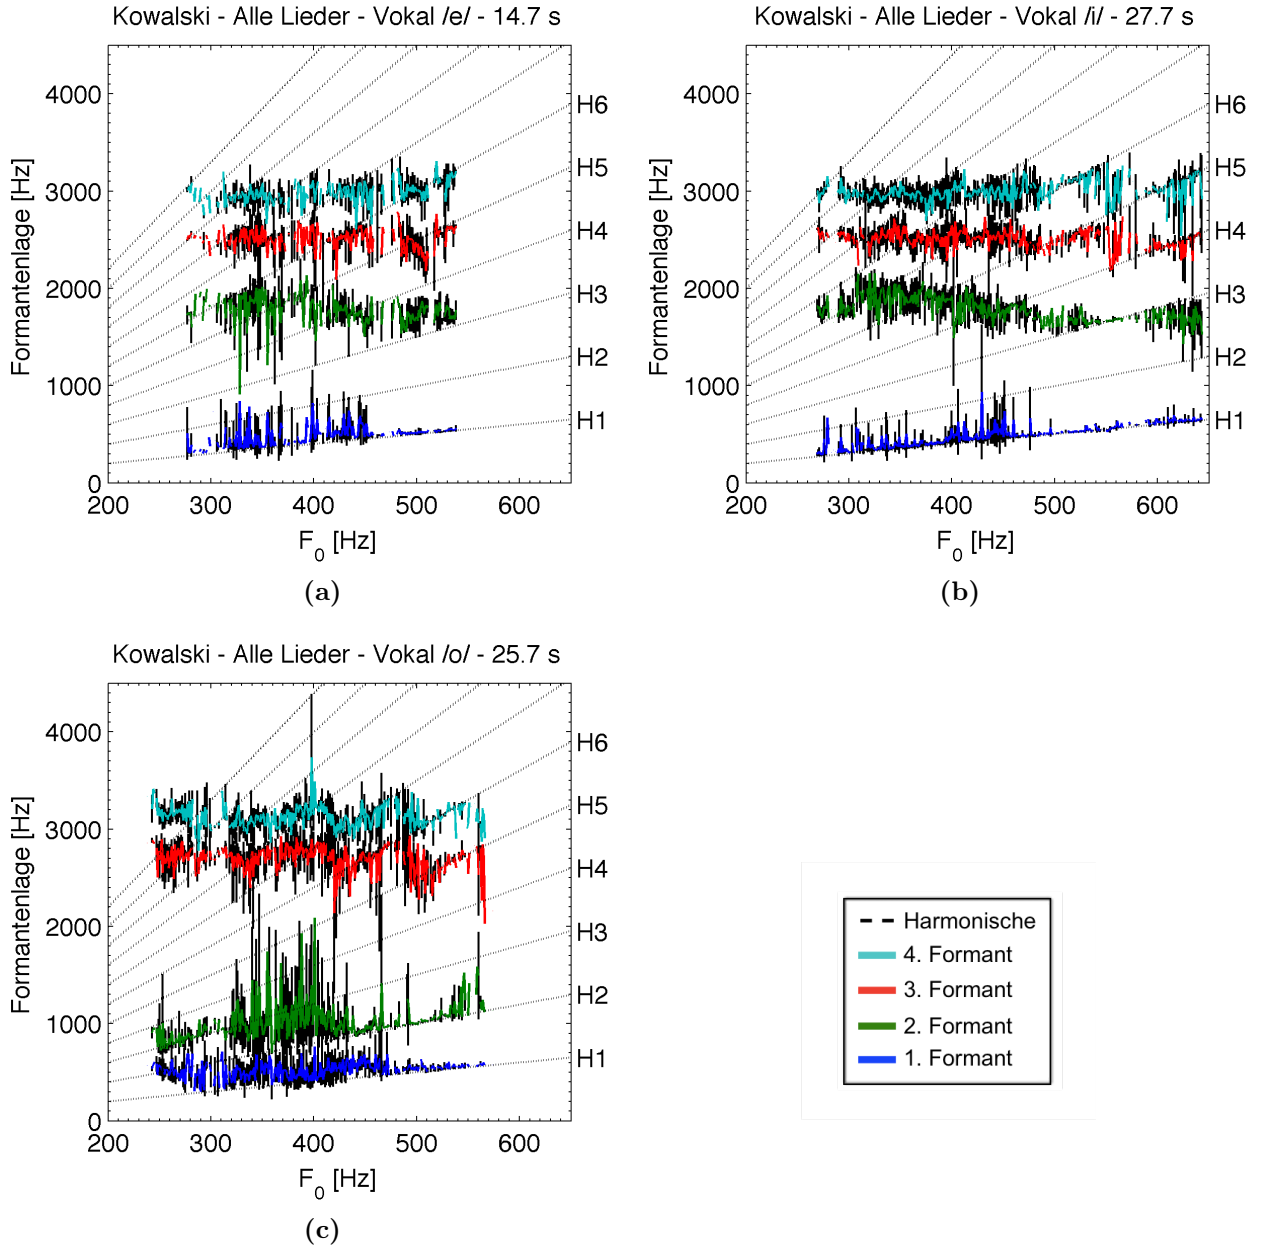 Kowalski - Alle Lieder - Vokal /e/ - 14.7 s
Formantenlage [Hz]
4000
3000
2000
1000
0
H6
H5
H4
H3
H2
H1
200 300 400 500 600
F0 [Hz]
(a)
Kowalski - Alle Lieder - Vokal /i/ - 27.7 s
Formantenlage [Hz]
4000
3000
2000
1000
0
H6
H5
H4
H3
H2
H1
200 300 400 500 600
F0 [Hz]
(b)
Kowalski - Alle Lieder - Vokal /o/ - 25.7 s
Formantenlage [Hz]
4000
3000
2000
1000
0
H6
H5
H4
H3
H2
H1
200 300 400 500 600
F0 [Hz]
(c)
Harmonische
4. Formant
3. Formant
2. Formant
1. Formant